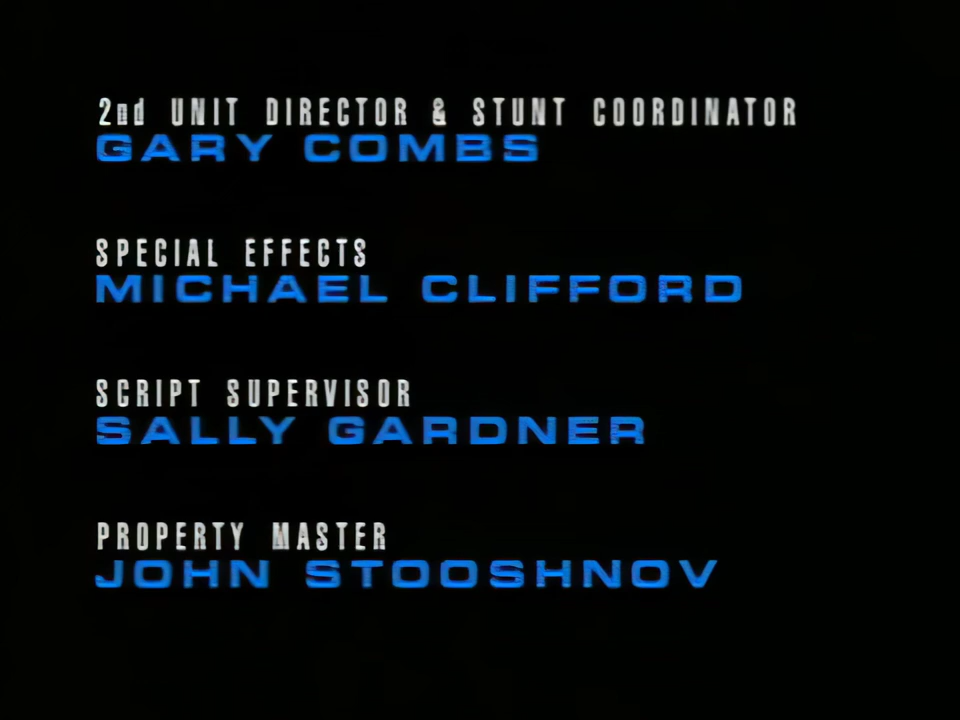 2nd UNIT DIRECTOR & STUNT COORDINATOR
GARY COMBS
SPECIAL EFFECTS
MICHAEL CLIFFORD
SCRIPT SUPERVISOR
SALLY GARDNER
PROPERTY MASTER
JOHN STOOSHNOV